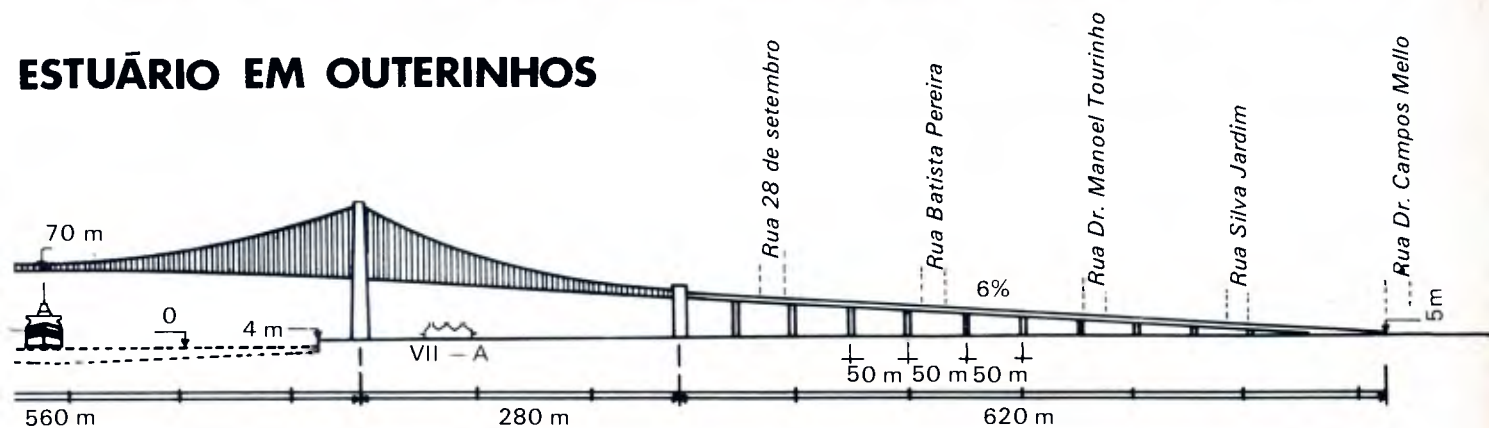 ESTUÁRIO EM OUTERINHOS
Rua 28 de setembro
Rua Batista Pereira
Rua Dr. Manoel Tourinho
Rua Silva Jardim
Rua Dr. Campos Mello
70 m
0
4 m
VII – A
6%
5m
50 m 50 m 50 m
560 m
280 m
620 m